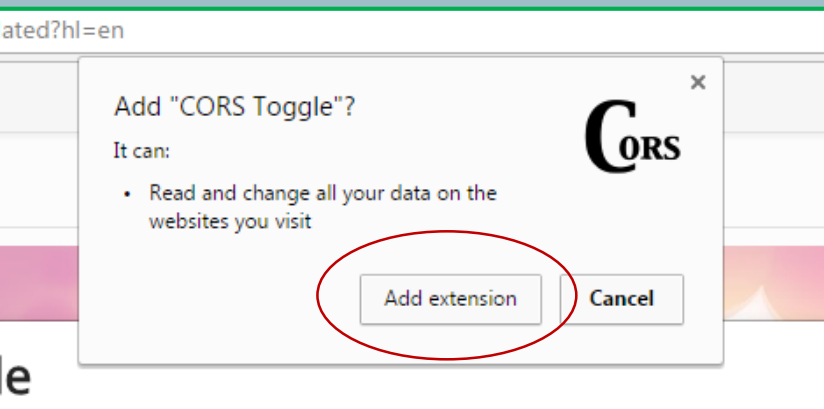 ated?hl=en
Add "CORS Toggle"?
CORS
It can:
• Read and change all your data on the
websites you visit
Add extension
Cancel
le